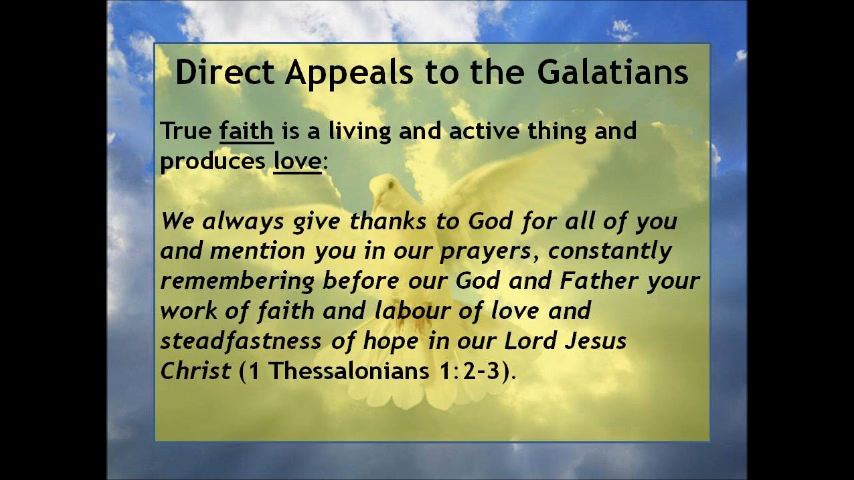 Direct Appeals to the Galatians
True faith is a living and active thing and
produces love:
We always give thanks to God for all of you
and mention you in our prayers, constantly
remembering before our God and Father your
work of faith and labour of love and
steadfastness of hope in our Lord Jesus
Christ (1 Thessalonians 1:2-3).